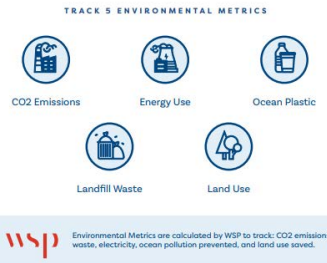 TRACK 5 ENVIRONMENTAL METRICS
CO2 Emissions
Energy Use
Ocean Plastic
Landfill Waste
Land Use
wsp
Environmental Metrics are calculated by WSP to track: CO2 emission
waste, electricity, ocean pollution prevented, and land use saved.